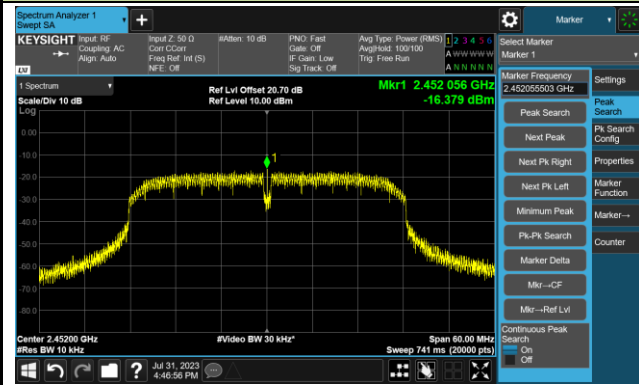 Spectrum Analyzer 1
Swept SA
KEYSIGHT
Input: RF
Coupling: AC
Align: Auto
Input Z: 50 Ω
Corr CCorr
Freq Ref: Int (S)
NFE: Off
#Atten: 10 dB
PNO: Fast
Gate: Off
IF Gain: Low
Sig Track: Off
Avg Type: Power (RMS)
Avg|Hold: 100/100
Trig: Free Run
1 2 3 4 5 6
A W W W W W
A N N N N N
LXI
1 Spectrum
Scale/Div 10 dB
Log
Ref Lvl Offset 20.70 dB
Ref Level 10.00 dBm
Mkr1 2.452 056 GHz
-16.379 dBm
0.00
-10.0
-20.0
-30.0
-40.0
-50.0
-60.0
-70.0
-80.0
1
Center 2.45200 GHz
#Res BW 10 kHz
#Video BW 30 kHz*
Span 60.00 MHz
Sweep 741 ms (20000 pts)
?
Jul 31, 2023
4:46:56 PM
Marker
Select Marker
Marker 1
Marker Frequency
2.452055503 GHz
Peak Search
Next Peak
Next Pk Right
Next Pk Left
Minimum Peak
Pk-Pk Search
Marker Delta
Mkr→CF
Mkr→Ref Lvl
Continuous Peak
Search
On
Off
Settings
Peak
Search
Pk Search
Config
Properties
Marker
Function
Marker→
Counter